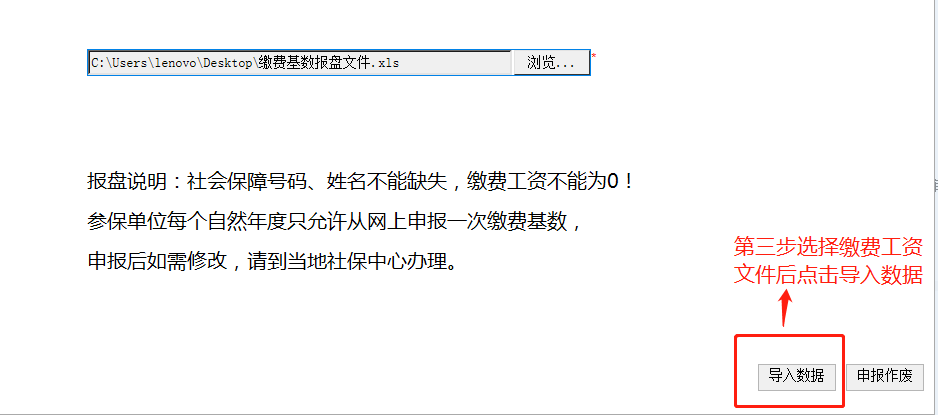 C:\Users\lenovo\Desktop\缴费基数报盘文件.xls 浏览... *
报盘说明：社会保障号码、姓名不能缺失，缴费工资不能为0！
参保单位每个自然年度只允许从网上申报一次缴费基数，
申报后如需修改，请到当地社保中心办理。
第三步选择缴费工资
文件后点击导入数据
导入数据 申报作废